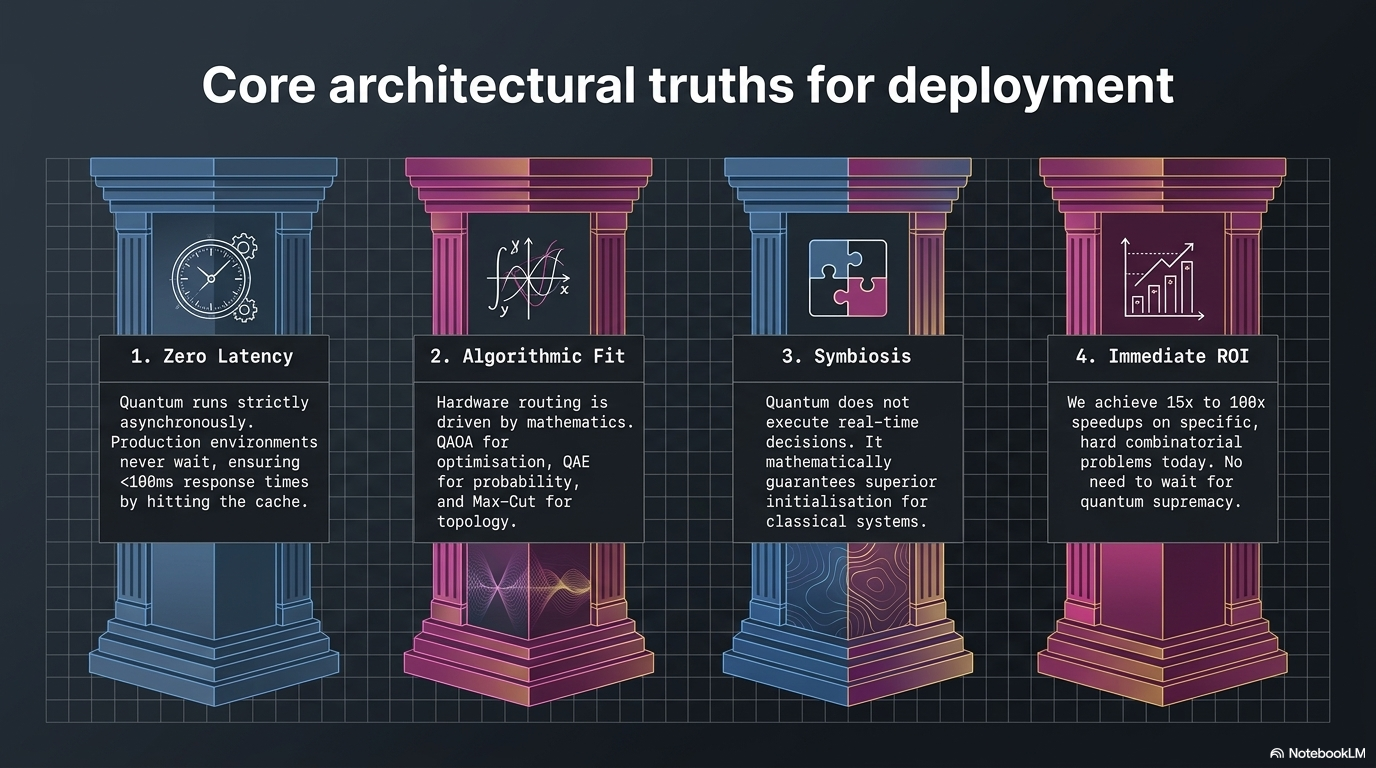 Core architectural truths for deployment
1. Zero Latency
Quantum runs strictly
asynchronously.
Production environments
never wait, ensuring
<100ms response times
by hitting the cache.
X
y
x
2. Algorithmic Fit
Hardware routing is
driven by mathematics.
QAOA for
optimisation, QAE
for probability,
and Max-Cut for
topology.
3. Symbiosis
Quantum does not
execute real-time
decisions. It
mathematically
guarantees superior
initialisation for
classical systems.
4. Immediate ROI
We achieve 15x to 100x
speedups on specific,
hard combinatorial
problems today. No
need to wait for
quantum supremacy.
NotebookLM